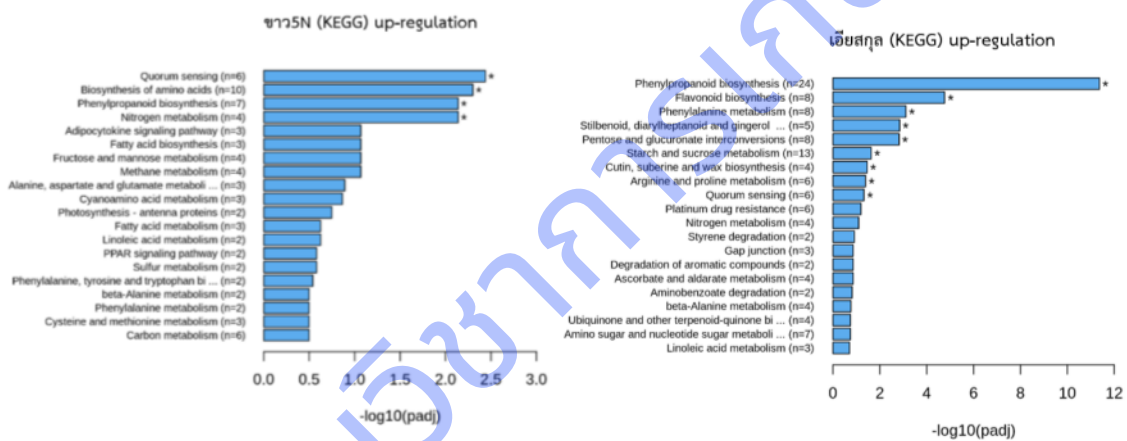 ขาว5N (KEGG) up-regulation
Quorum sensing (n=6)
Biosynthesis of amino acids (n=10)
Phenylpropanoid biosynthesis (n=7)
Nitrogen metabolism (n=4)
Adipocytokine signaling pathway (n=3)
Fatty acid biosynthesis (n=3)
Fructose and mannose metabolism (n=4)
Methane metabolism (n=4)
Alanine, aspartate and glutamate metaboli ... (n=3)
Cyanoamino acid metabolism (n=3)
Photosynthesis - antenna proteins (n=2)
Fatty acid metabolism (n=3)
Linoleic acid metabolism (n=2)
PPAR signaling pathway (n=2)
Sulfur metabolism (n=2)
Phenylalanine, tyrosine and tryptophan bi ... (n=2)
beta-Alanine metabolism (n=2)
Phenylalanine metabolism (n=2)
Cysteine and methionine metabolism (n=3)
Carbon metabolism (n=6)
* * * *
0.0 0.5 1.0 1.5 2.0 2.5 3.0
-log10(padj)
เอียสกุล (KEGG) up-regulation
Phenylpropanoid biosynthesis (n=24)
Flavonoid biosynthesis (n=8)
Phenylalanine metabolism (n=8)
Stilbenoid, diarylheptanoid and gingerol ... (n=5)
Pentose and glucuronate interconversions (n=8)
Starch and sucrose metabolism (n=13)
Cutin, suberine and wax biosynthesis (n=4)
Arginine and proline metabolism (n=6)
Quorum sensing (n=6)
Platinum drug resistance (n=6)
Nitrogen metabolism (n=4)
Styrene degradation (n=2)
Gap junction (n=3)
Degradation of aromatic compounds (n=2)
Ascorbate and aldarate metabolism (n=4)
Aminobenzoate degradation (n=2)
beta-Alanine metabolism (n=4)
Ubiquinone and other terpenoid-quinone bi ... (n=4)
Amino sugar and nucleotide sugar metaboli ... (n=7)
Linoleic acid metabolism (n=3)
* * * * * * * * *
0 2 4 6 8 10 12
-log10(padj)